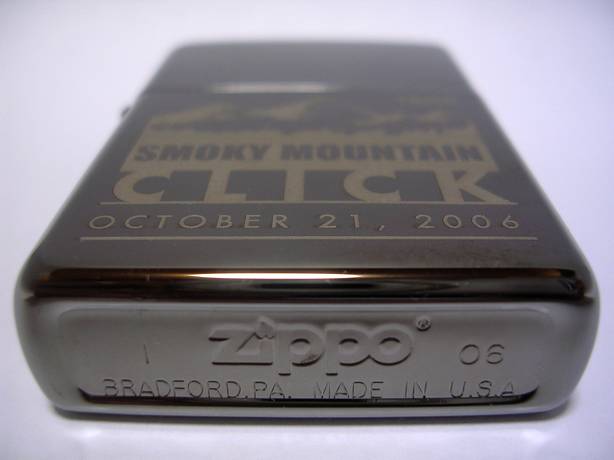 SMOKY MOUNTAIN
CLICK
OCTOBER 21, 2006
zippo®
I 06
BRADFORD, PA. MADE IN U.S.A